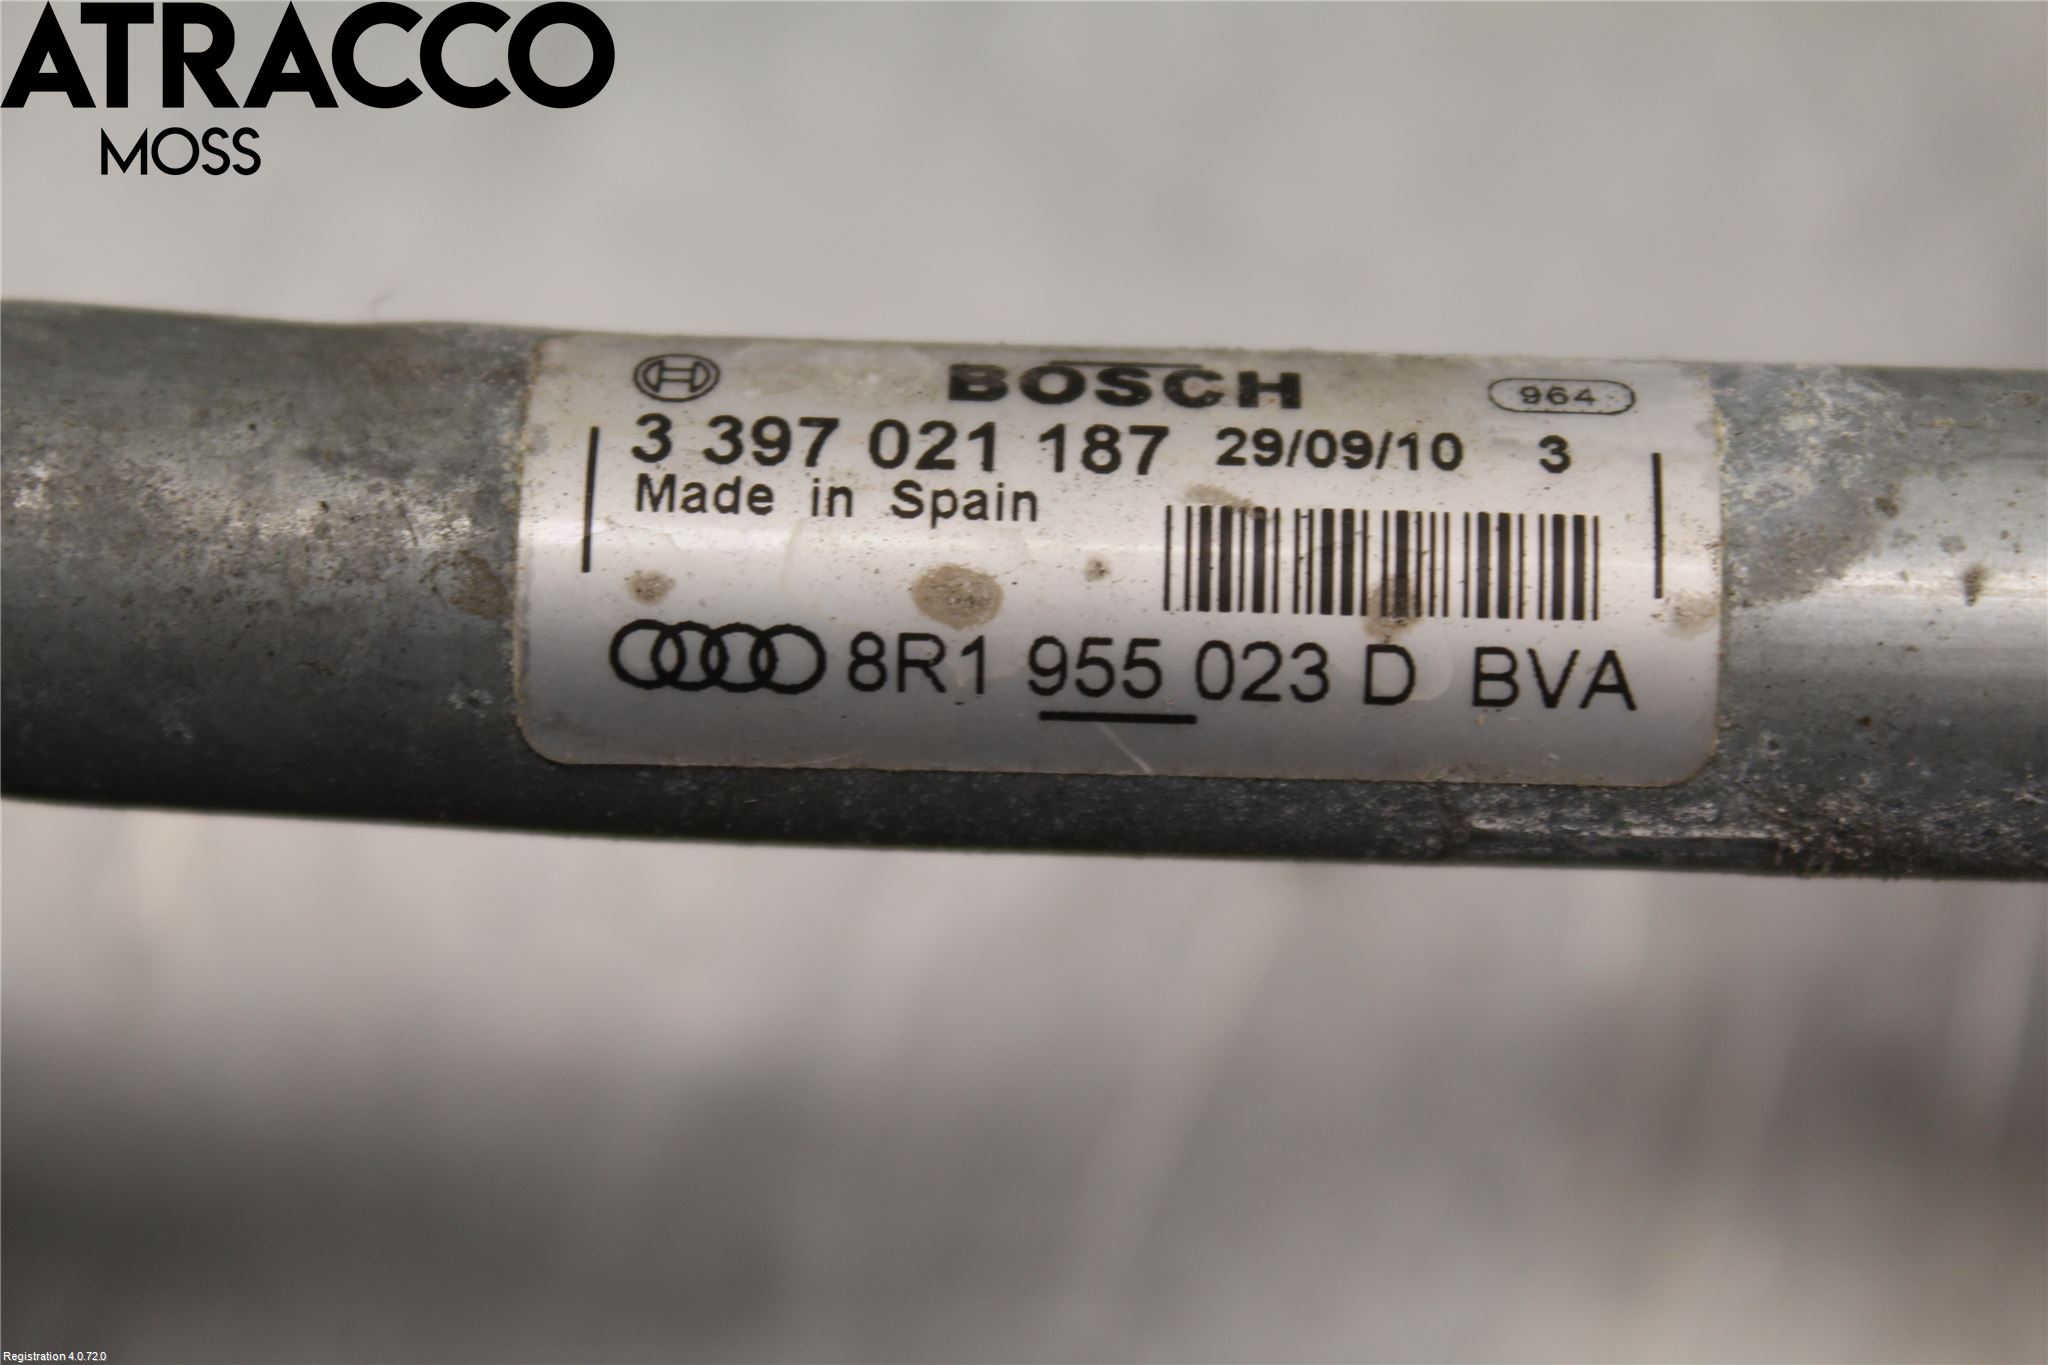 ATRACCO
MOSS
BOSCH
964
3 397 021 187 29/09/10 3
Made in Spain
8R1 955 023 D BVA
Registration 4.0.72.0